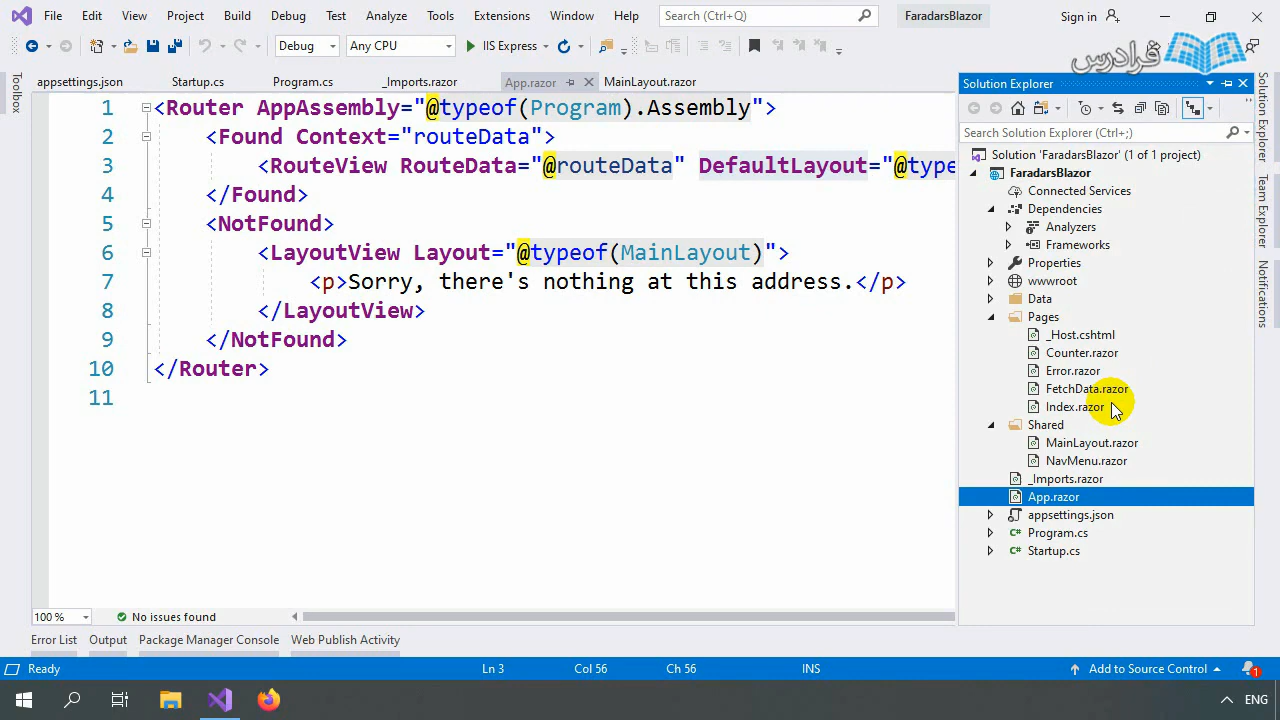 File Edit View Project Build Debug Test Analyze Tools Extensions Window Help Search (Ctrl+Q) FaradarsBlazor Sign in
Debug Any CPU IIS Express
فرادرس
appsettings.json Startup.cs Program.cs _Imports.razor App.razor MainLayout.razor
Toolbox
1 <Router AppAssembly="@typeof(Program).Assembly">
2 <Found Context="routeData">
3 <RouteView RouteData="@routeData" DefaultLayout="@type
4 </Found>
5 <NotFound>
6 <LayoutView Layout="@typeof(MainLayout)">
7 <p>Sorry, there's nothing at this address.</p>
8 </LayoutView>
9 </NotFound>
10 </Router>
11
Solution Explorer
Search Solution Explorer (Ctrl+;)
Solution 'FaradarsBlazor' (1 of 1 project)
FaradarsBlazor
Connected Services
Dependencies
Analyzers
Frameworks
Properties
wwwroot
Data
Pages
_Host.cshtml
Counter.razor
Error.razor
FetchData.razor
Index.razor
Shared
MainLayout.razor
NavMenu.razor
_Imports.razor
App.razor
appsettings.json
Program.cs
Startup.cs
Solution Explorer
Team Explorer
Notifications
100 % No issues found
Error List Output Package Manager Console Web Publish Activity
Ready Ln 3 Col 56 Ch 56 INS Add to Source Control 1
ENG